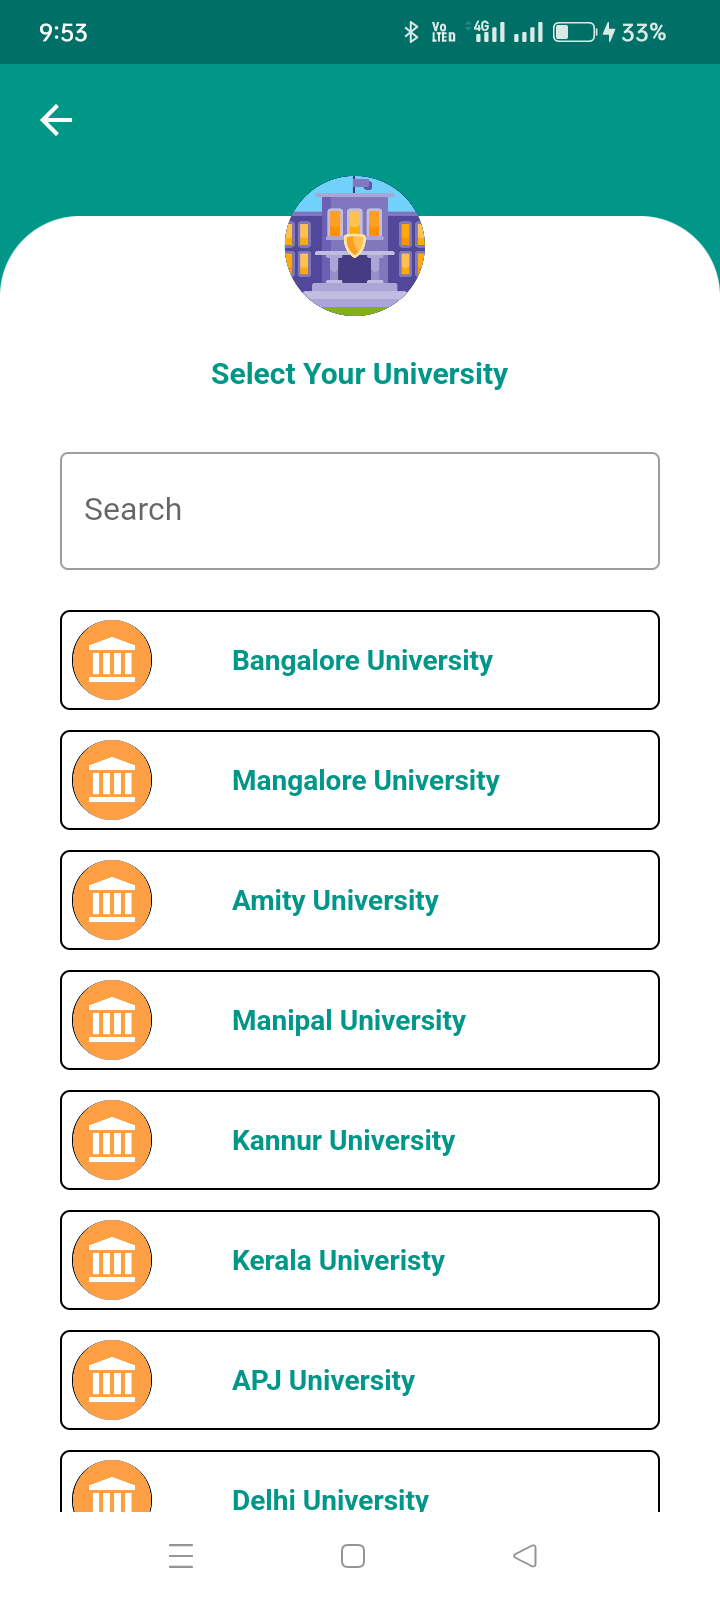 9:53
Vo
LTE D
4G
33%
Select Your University
Search
Bangalore University
Mangalore University
Amity University
Manipal University
Kannur University
Kerala Univeristy
APJ University
Delhi University